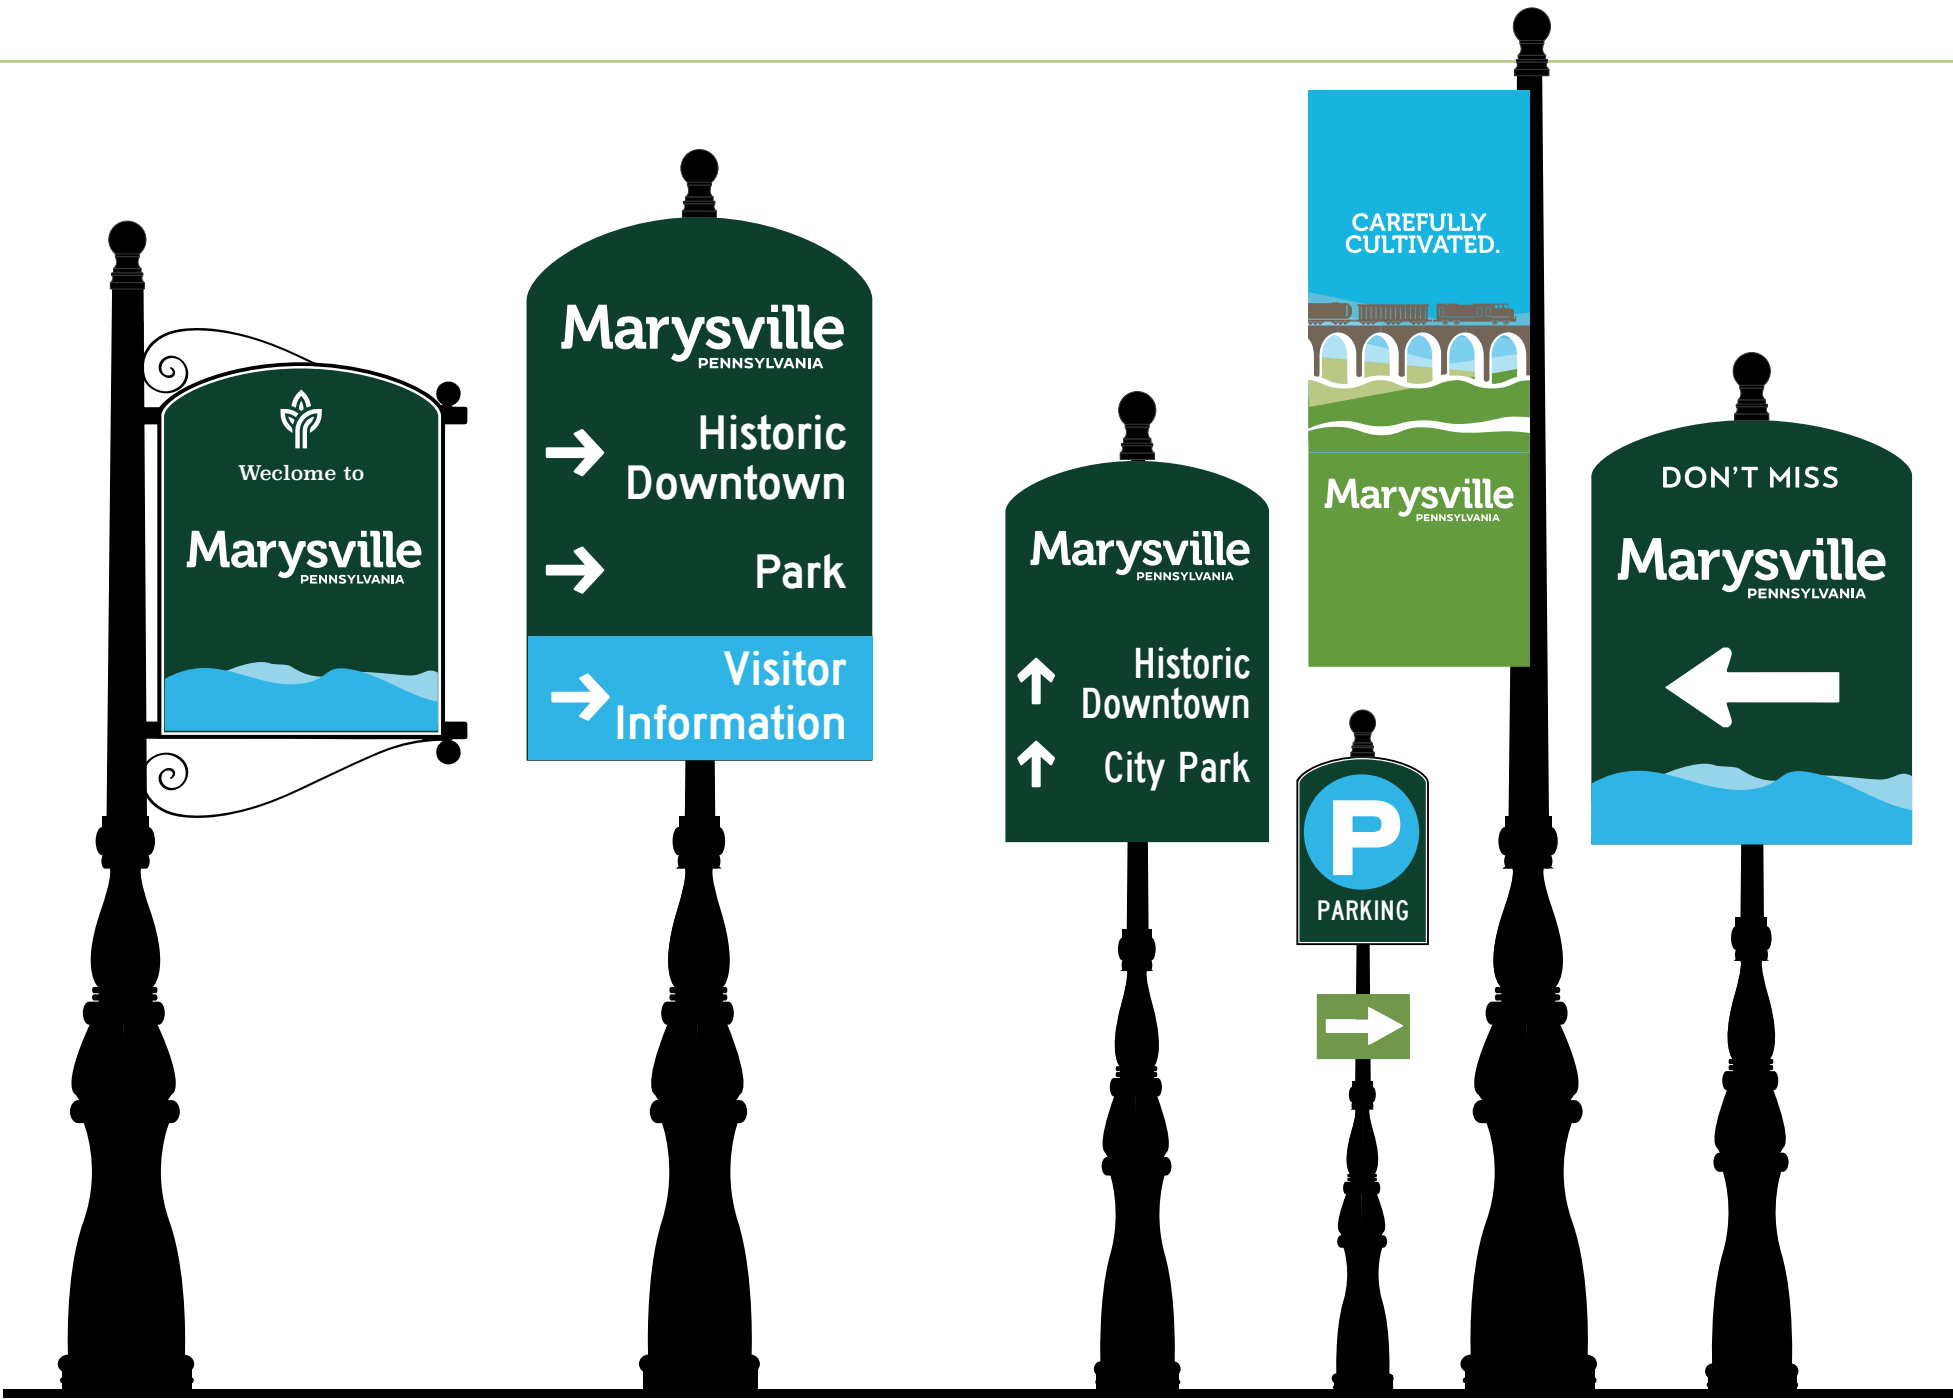 Weclome to
Marysville
PENNSYLVANIA
Marysville
PENNSYLVANIA
Historic
Downtown
Park
Visitor
Information
Marysville
PENNSYLVANIA
Historic
Downtown
City Park
P
PARKING
CAREFULLY
CULTIVATED.
Marysville
PENNSYLVANIA
DON'T MISS
Marysville
PENNSYLVANIA